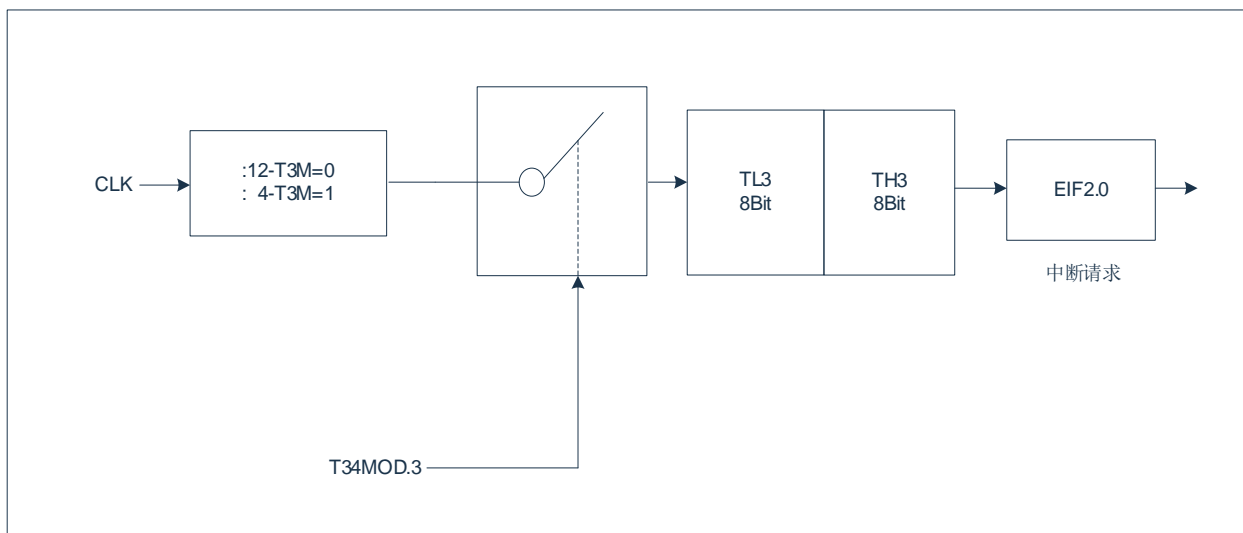 CLK
:12-T3M=0
: 4-T3M=1
TL3
8Bit
TH3
8Bit
EIF2.0
中断请求
T34MOD.3